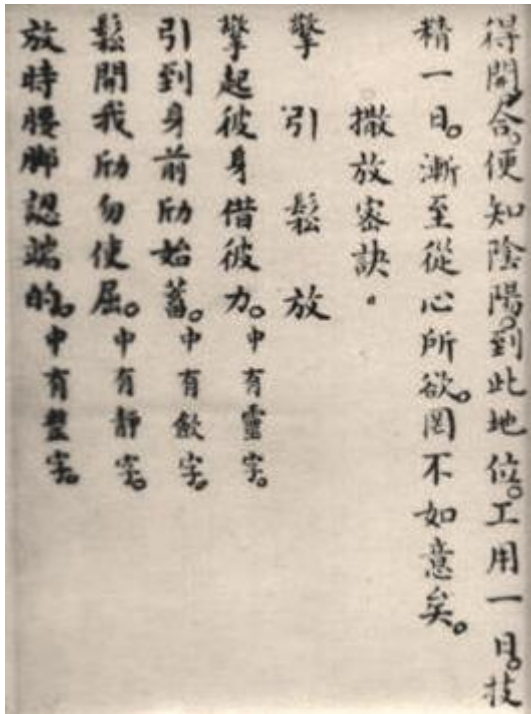 得開合。便知陰陽。到此地位。工用一日。技
精一日。漸至從心所欲。罔不如意矣。
撒放密訣。
擎引鬆放
擎起彼身借彼力。中有靈字。
引到身前劤始蓄。中有斂字。
鬆開我劤勿使屈。中有靜字。
放時腰脚認端的。中有整字。